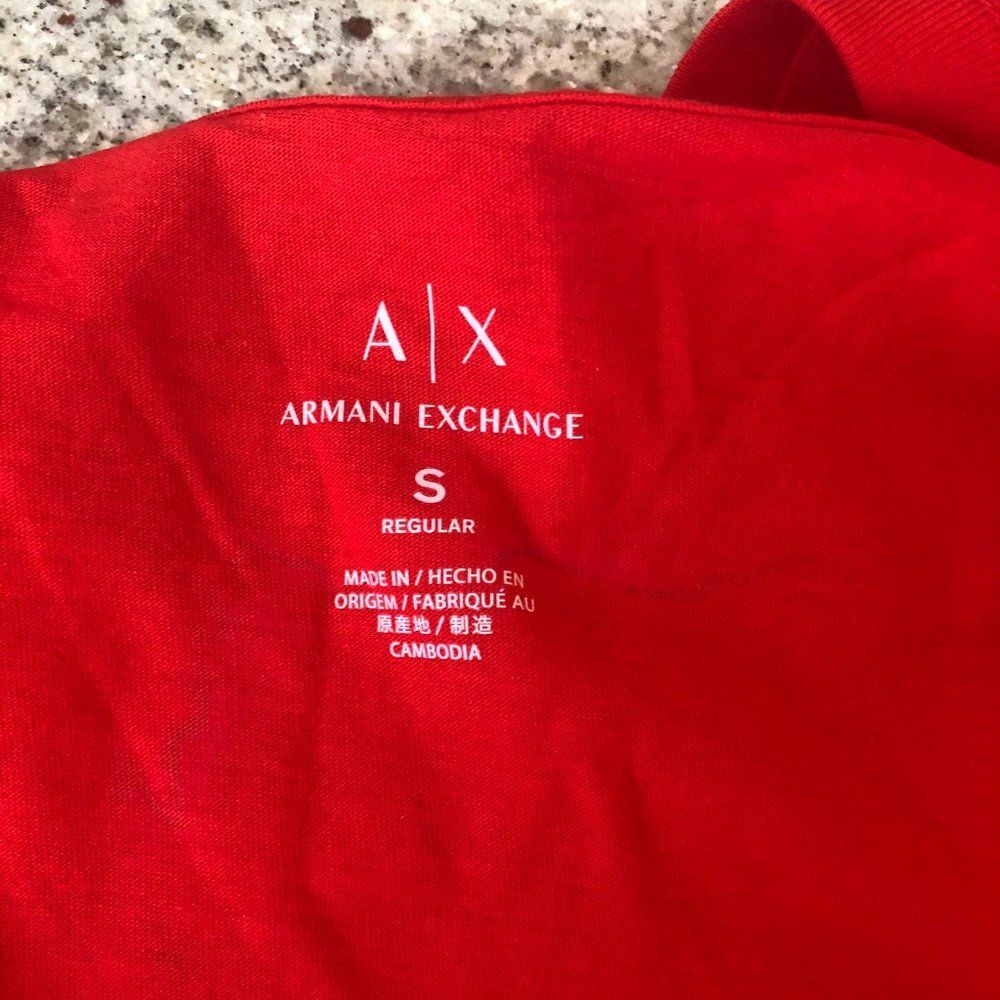 A|X
ARMANI EXCHANGE
S
REGULAR
MADE IN / HECHO EN
ORIGEM / FABRIQUÉ AU
原産地 / 制造
CAMBODIA